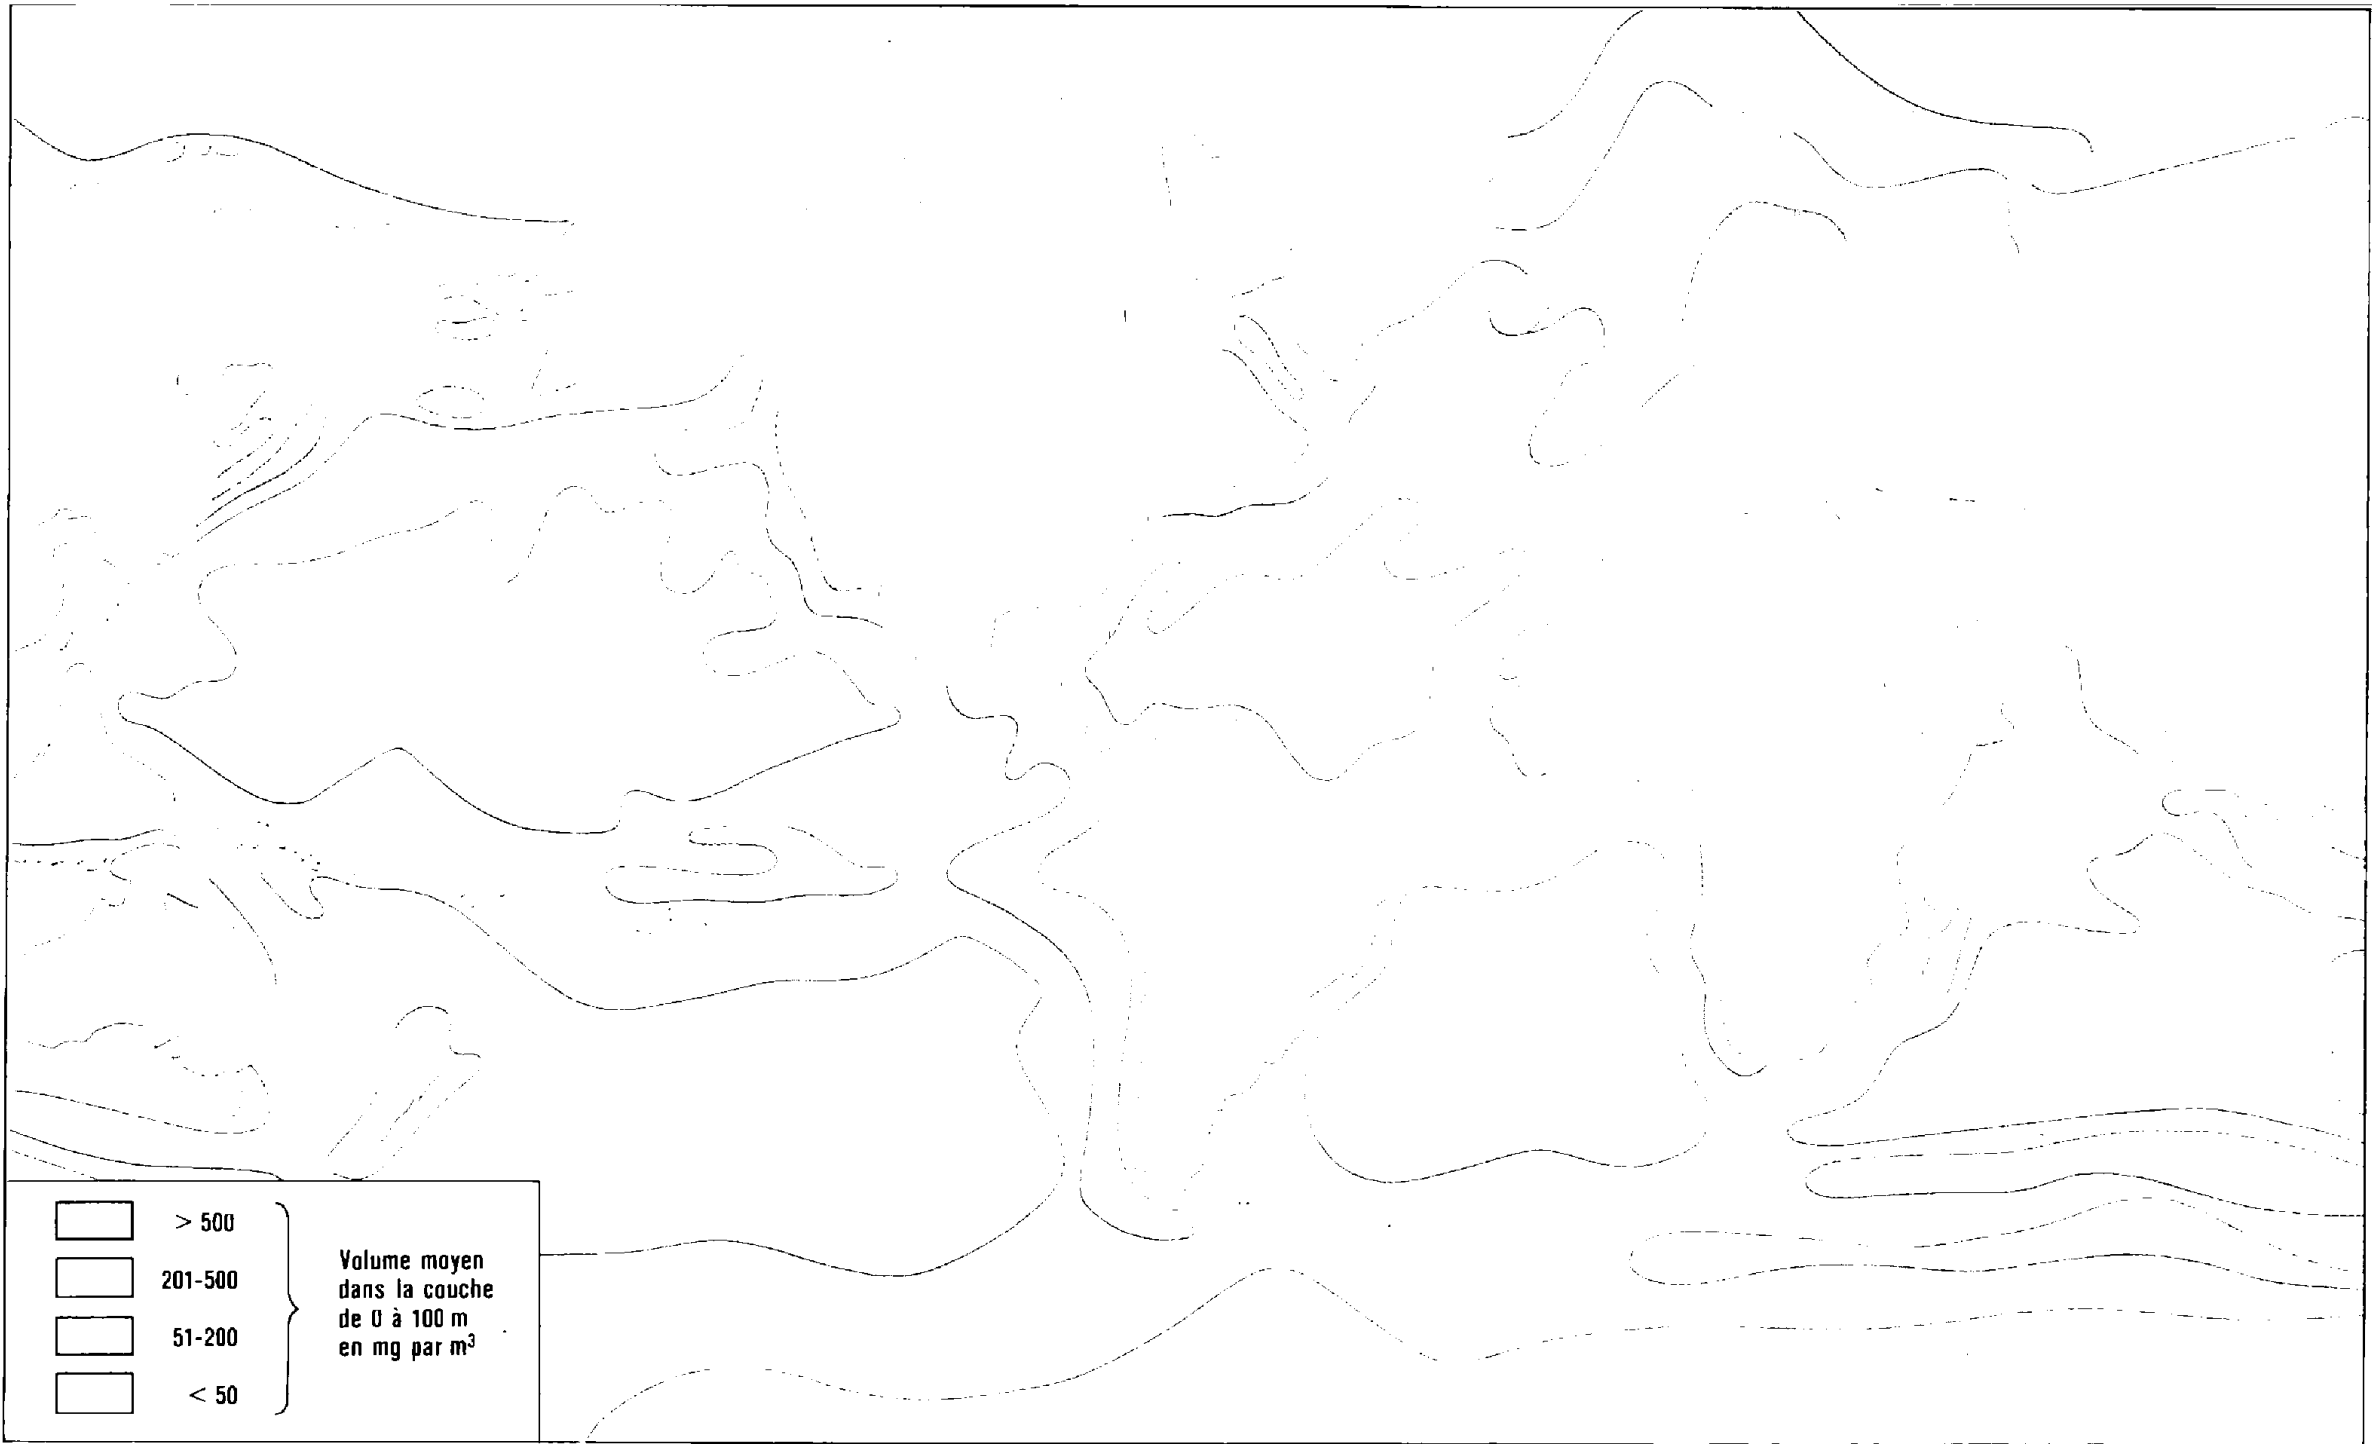 > 500
201-500
51-200
< 50
Volume moyen
dans la couche
de 0 à 100 m
en mg par m³